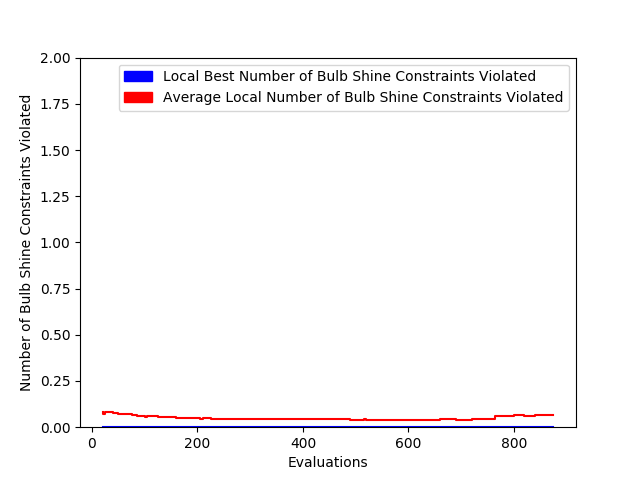 2.00
1.75
1.50
1.25
1.00
0.75
0.50
0.25
0.00
Number of Bulb Shine Constraints Violated
Local Best Number of Bulb Shine Constraints Violated
Average Local Number of Bulb Shine Constraints Violated
0 200 400 600 800
Evaluations